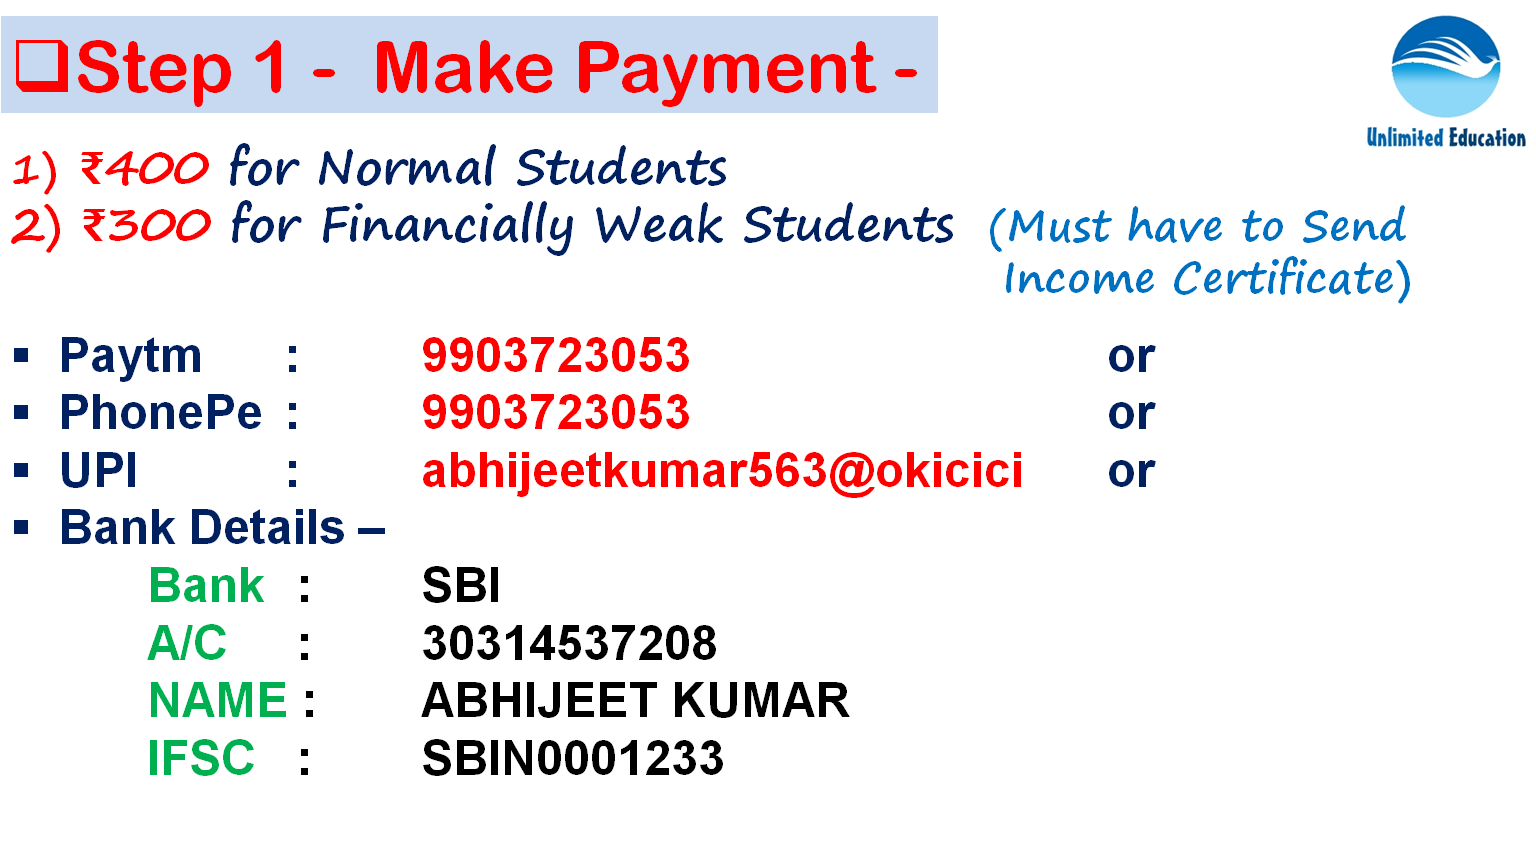 ❑Step 1 - Make Payment -
Unlimited Education
1) ₹400 for Normal Students
2) ₹300 for Financially Weak Students (Must have to Send
Income Certificate)
▪ Paytm : 9903723053 or
▪ PhonePe : 9903723053 or
▪ UPI : abhijeetkumar563@okicici or
▪ Bank Details –
Bank : SBI
A/C : 30314537208
NAME : ABHIJEET KUMAR
IFSC : SBIN0001233